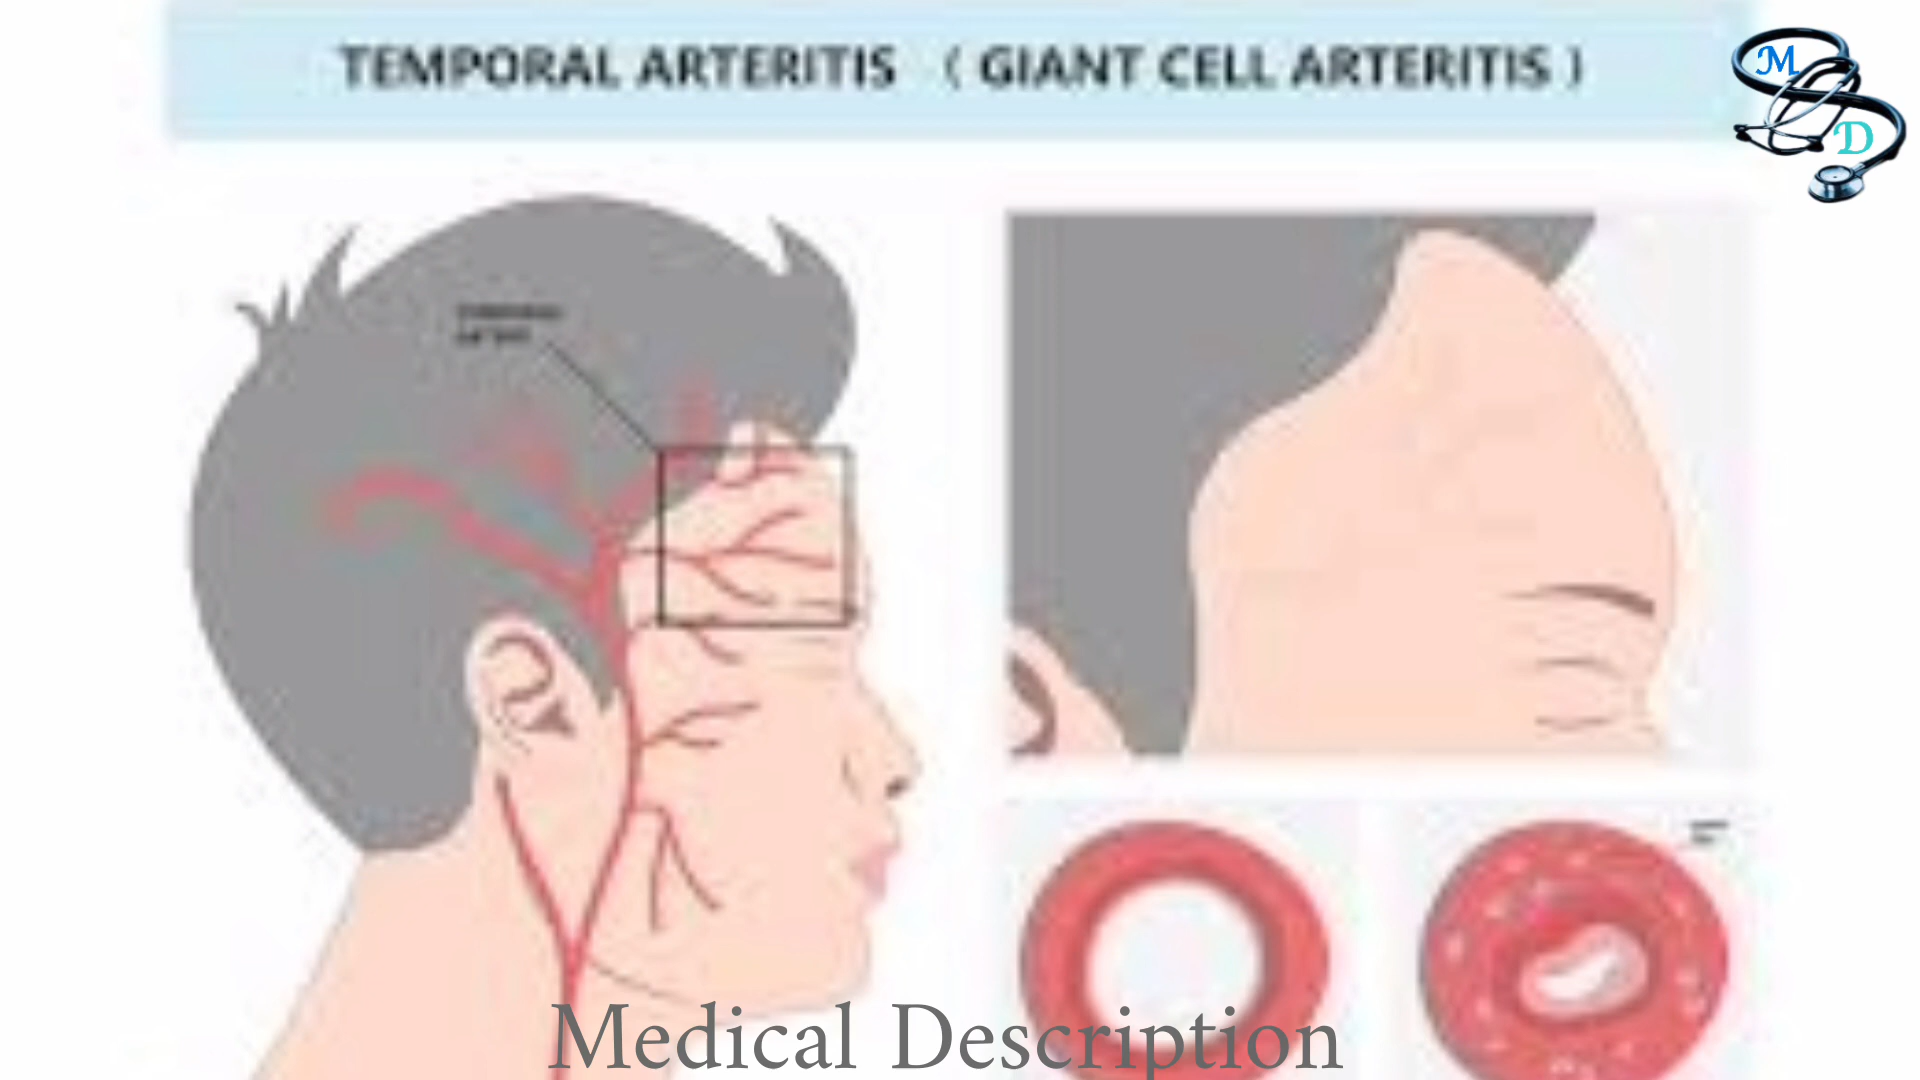 TEMPORAL ARTERITIS ( GIANT CELL ARTERITIS )
M
D
Medical Description